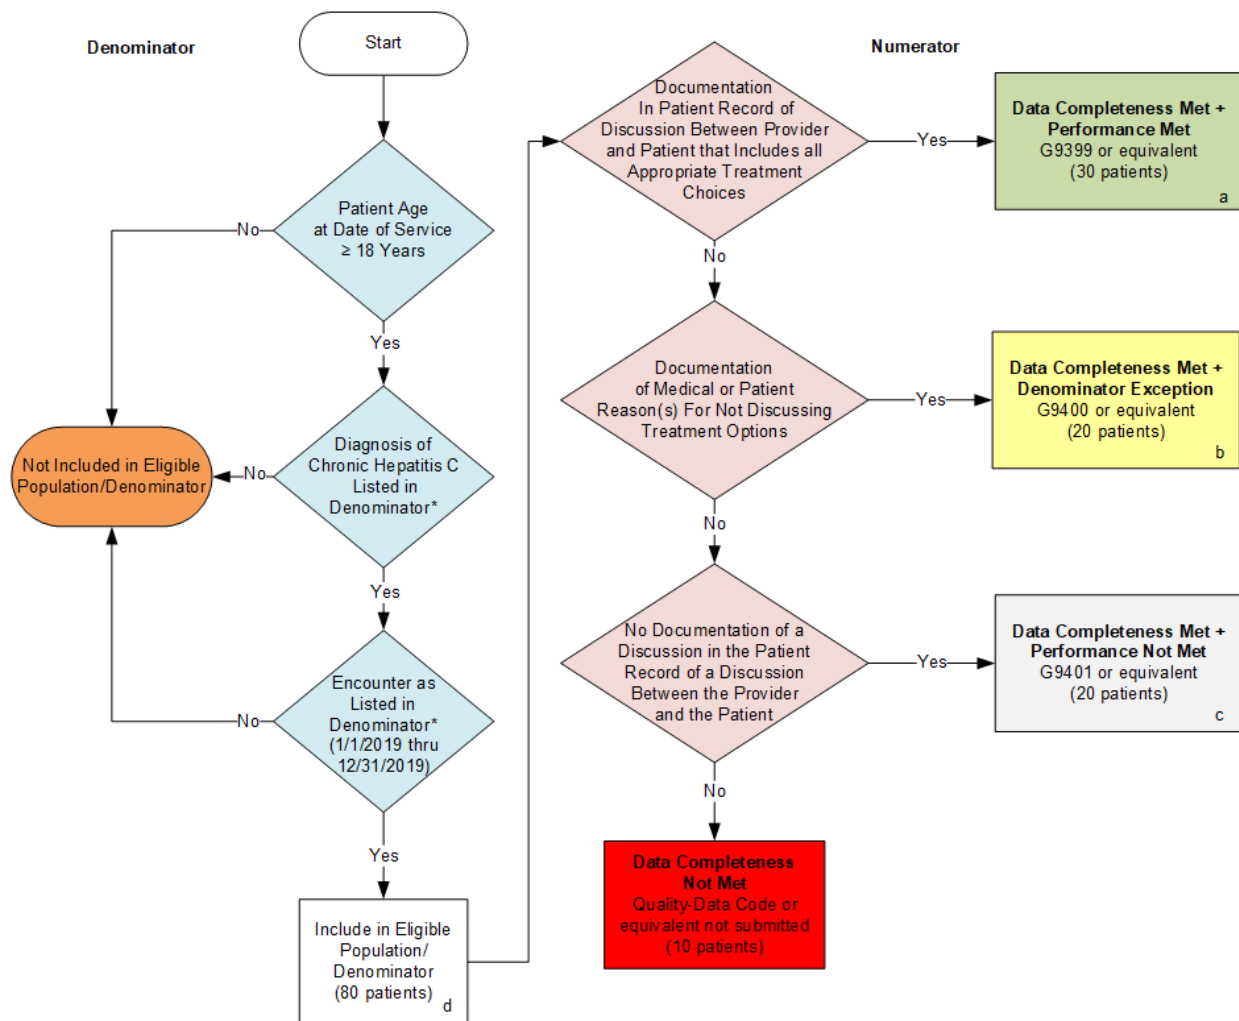 Denominator
Start
Patient Age
at Date of Service
≥ 18 Years
No
Yes
Diagnosis of
Chronic Hepatitis C
Listed in
Denominator*
No
Not Included in Eligible
Population/Denominator
Yes
Encounter as
Listed in
Denominator*
(1/1/2019 thru
12/31/2019)
No
Yes
Include in Eligible
Population/
Denominator
(80 patients)
d
Numerator
Documentation
In Patient Record of
Discussion Between Provider
and Patient that Includes all
Appropriate Treatment
Choices
Yes
Data Completeness Met +
Performance Met
G9399 or equivalent
(30 patients)
a
No
Documentation
of Medical or Patient
Reason(s) For Not Discussing
Treatment Options
Yes
Data Completeness Met +
Denominator Exception
G9400 or equivalent
(20 patients)
b
No
No Documentation of a
Discussion in the Patient
Record of a Discussion
Between the Provider
and the Patient
Yes
Data Completeness Met +
Performance Not Met
G9401 or equivalent
(20 patients)
c
No
Data Completeness
Not Met
Quality-Data Code or
equivalent not submitted
(10 patients)